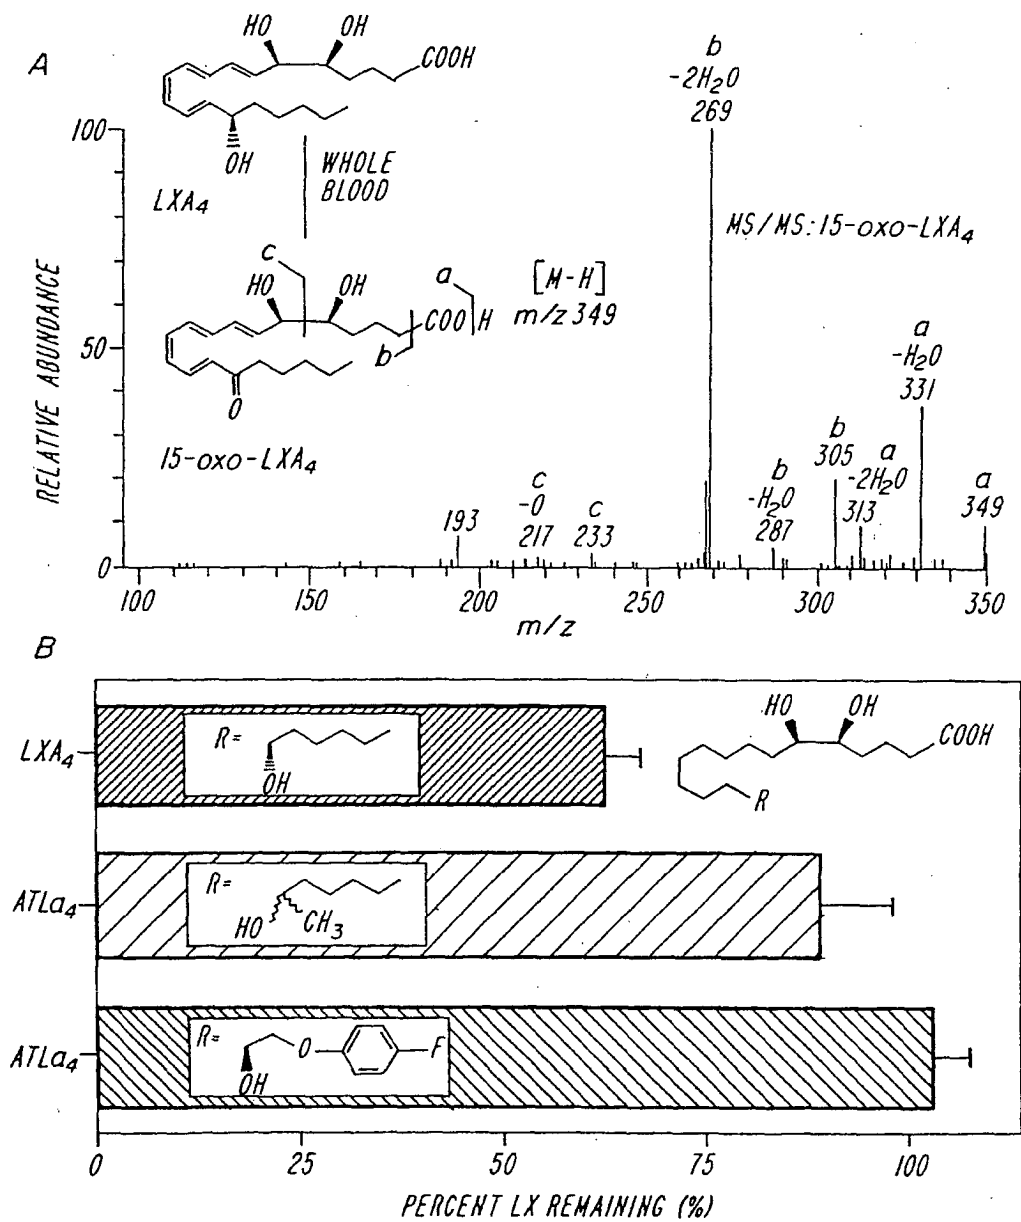 A
HO OH
COOH
OH
LXA4
WHOLE
BLOOD
b
-2H2O
269
MS/MS: 15-oxo-LXA4
c
HO OH
a
COO H
b
O
15-oxo-LXA4
[M-H]
m/z 349
a
-H2O
331
b
305
a
-2H2O
313
a
349
b
-H2O
287
c
-O
217
c
233
193
RELATIVE ABUNDANCE
100
50
0
100 150 200 250 300 350
m/z
B
LXA4
R=
OH
HO OH
COOH
R
ATLa4
R=
HO CH3
ATLa4
R=
O F
OH
0 25 50 75 100
PERCENT LX REMAINING (%)